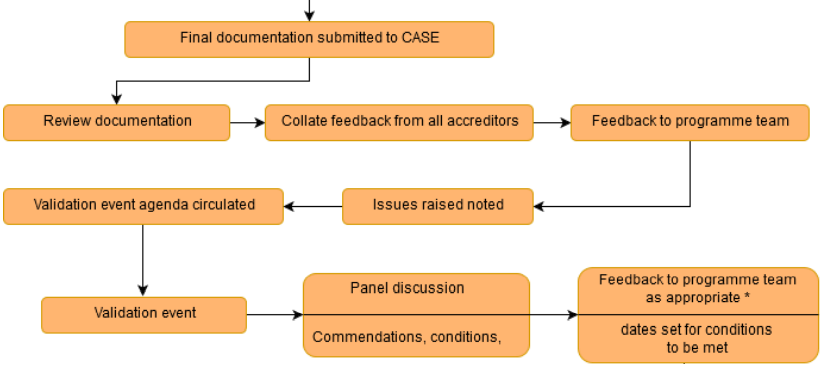 Final documentation submitted to CASE
Review documentation
Collate feedback from all accreditors
Feedback to programme team
Issues raised noted
Validation event agenda circulated
Validation event
Panel discussion
Commendations, conditions,
Feedback to programme team
as appropriate *
dates set for conditions
to be met